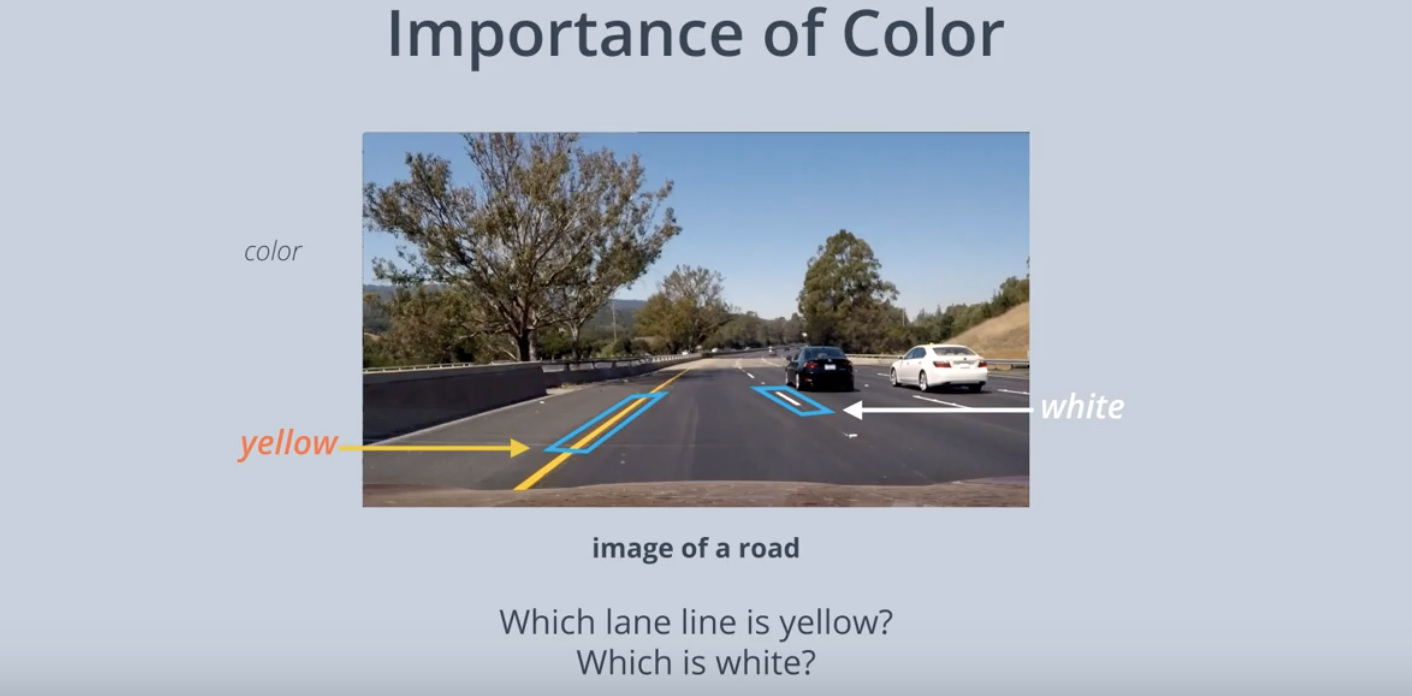 Importance of Color
color
yellow
white
image of a road
Which lane line is yellow?
Which is white?